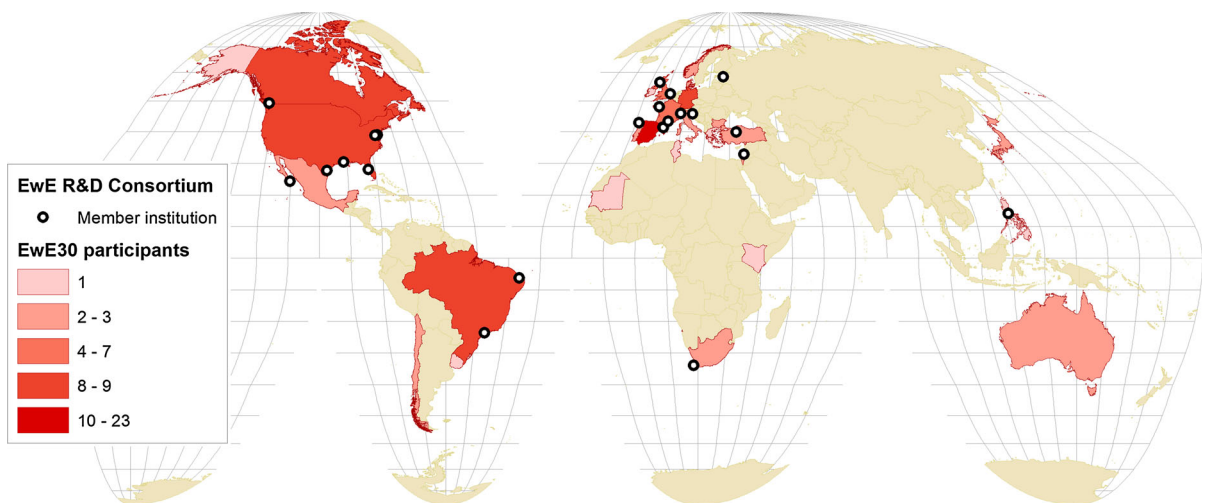 EwE R&D Consortium
Member institution
EwE30 participants
1
2 - 3
4 - 7
8 - 9
10 - 23